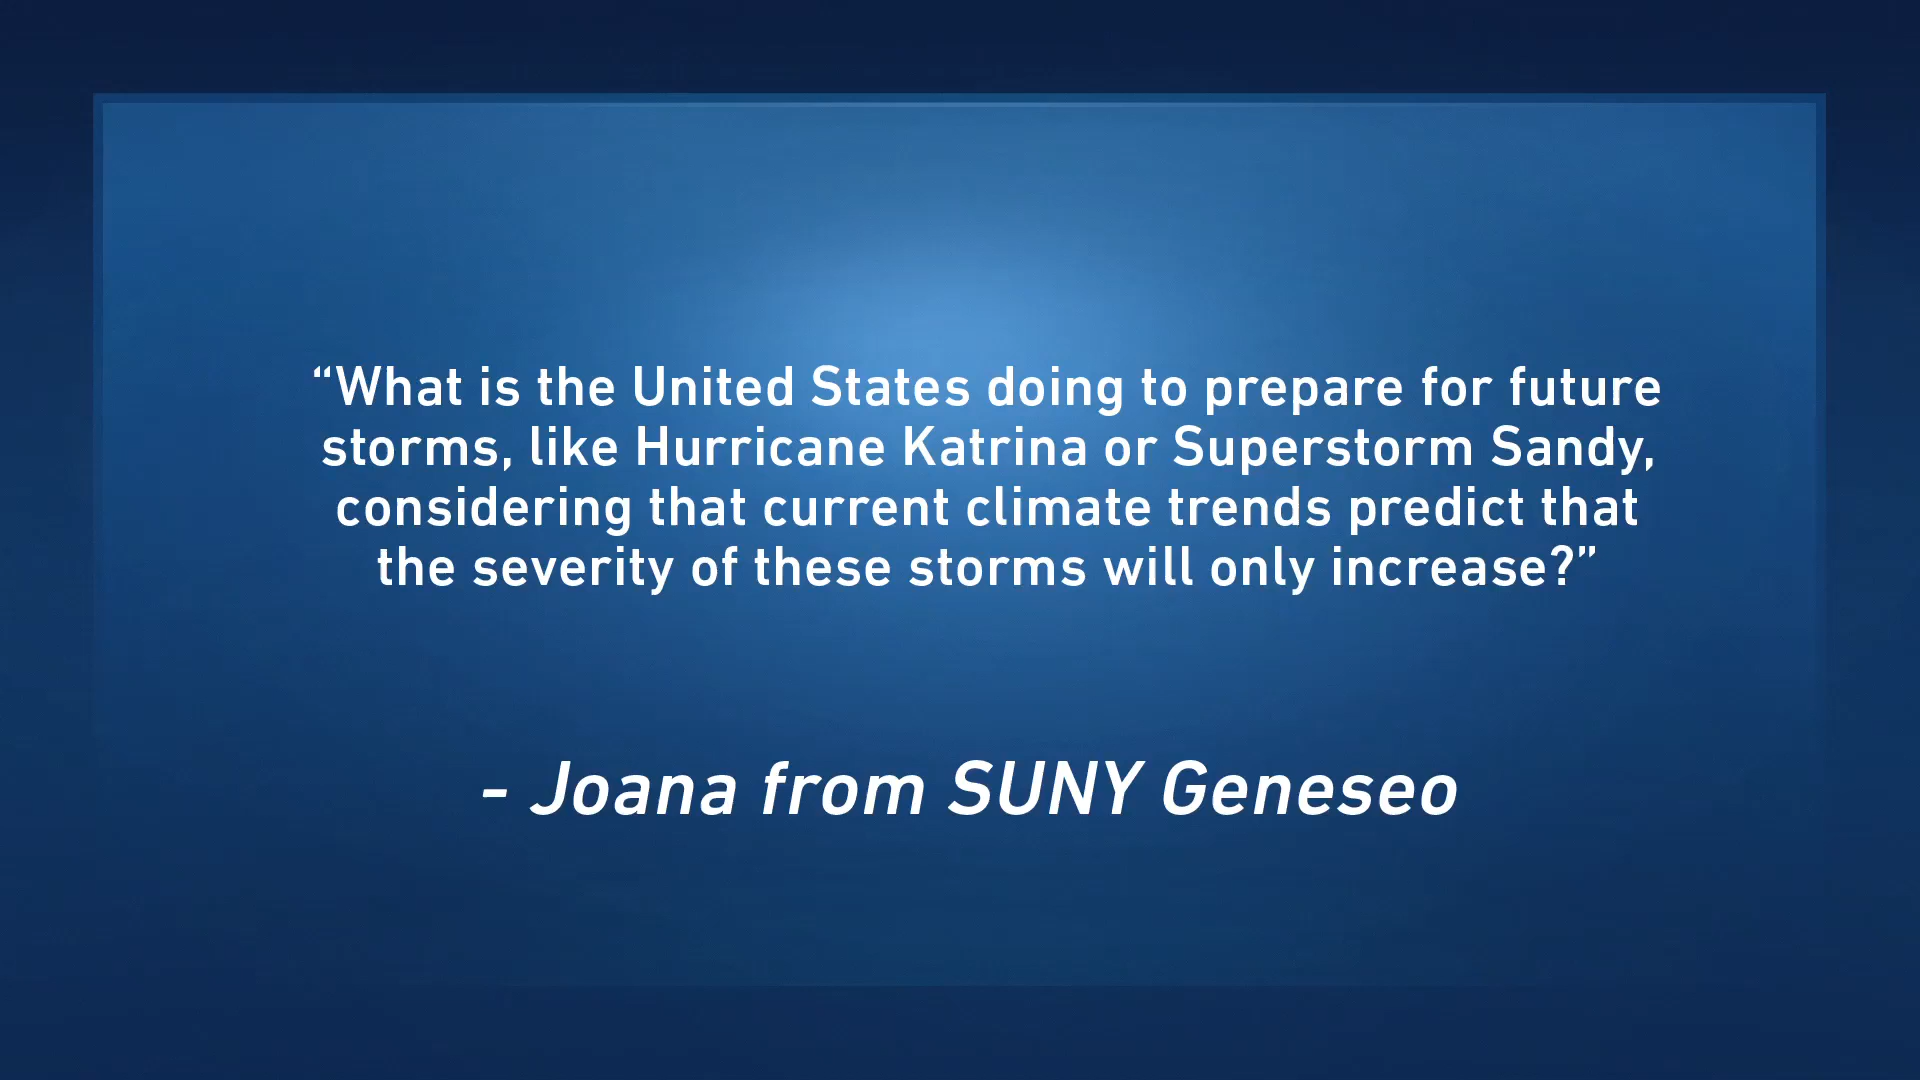 “What is the United States doing to prepare for future
storms, like Hurricane Katrina or Superstorm Sandy,
considering that current climate trends predict that
the severity of these storms will only increase?”
- Joana from SUNY Geneseo